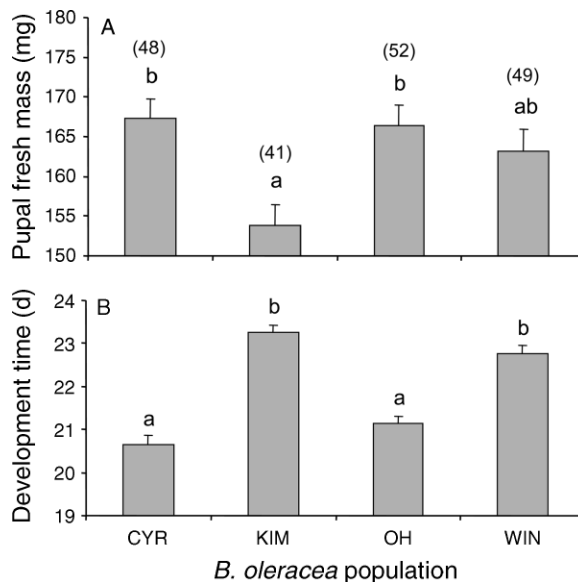 A
Pupal fresh mass (mg)
180
175
170
165
160
155
150
(48)
b
(41)
a
(52)
b
(49)
ab
B
Development time (d)
24
23
22
21
20
19
a
b
a
b
CYR KIM OH WIN
B. oleracea population